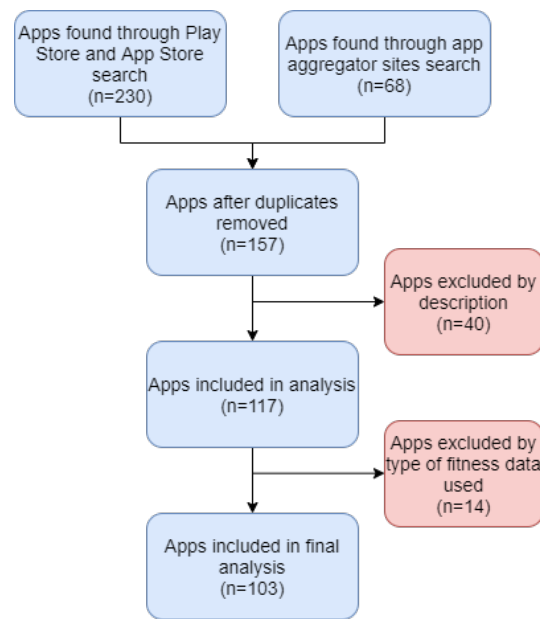 Apps found through Play
Store and App Store
search
(n=230)
Apps found through app
aggregator sites search
(n=68)
Apps after duplicates
removed
(n=157)
Apps excluded by
description
(n=40)
Apps included in analysis
(n=117)
Apps excluded by
type of fitness data
used
(n=14)
Apps included in final
analysis
(n=103)